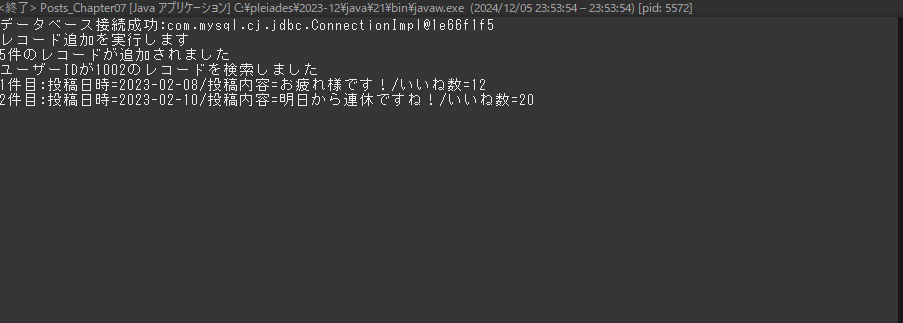 <終了> Posts_Chapter07 [Java アプリケーション] C:¥pleiades¥2023-12¥java¥21¥bin¥javaw.exe (2024/12/05 23:53:54 – 23:53:54) [pid: 5572]
データベース接続成功:com.mysql.cj.jdbc.ConnectionImpl@1e66f1f5
レコード追加を実行します
5件のレコードが追加されました
ユーザーIDが1002のレコードを検索しました
1件目:投稿日時=2023-02-08/投稿内容=お疲れ様です！/いいね数=12
2件目:投稿日時=2023-02-10/投稿内容=明日から連休ですね！/いいね数=20